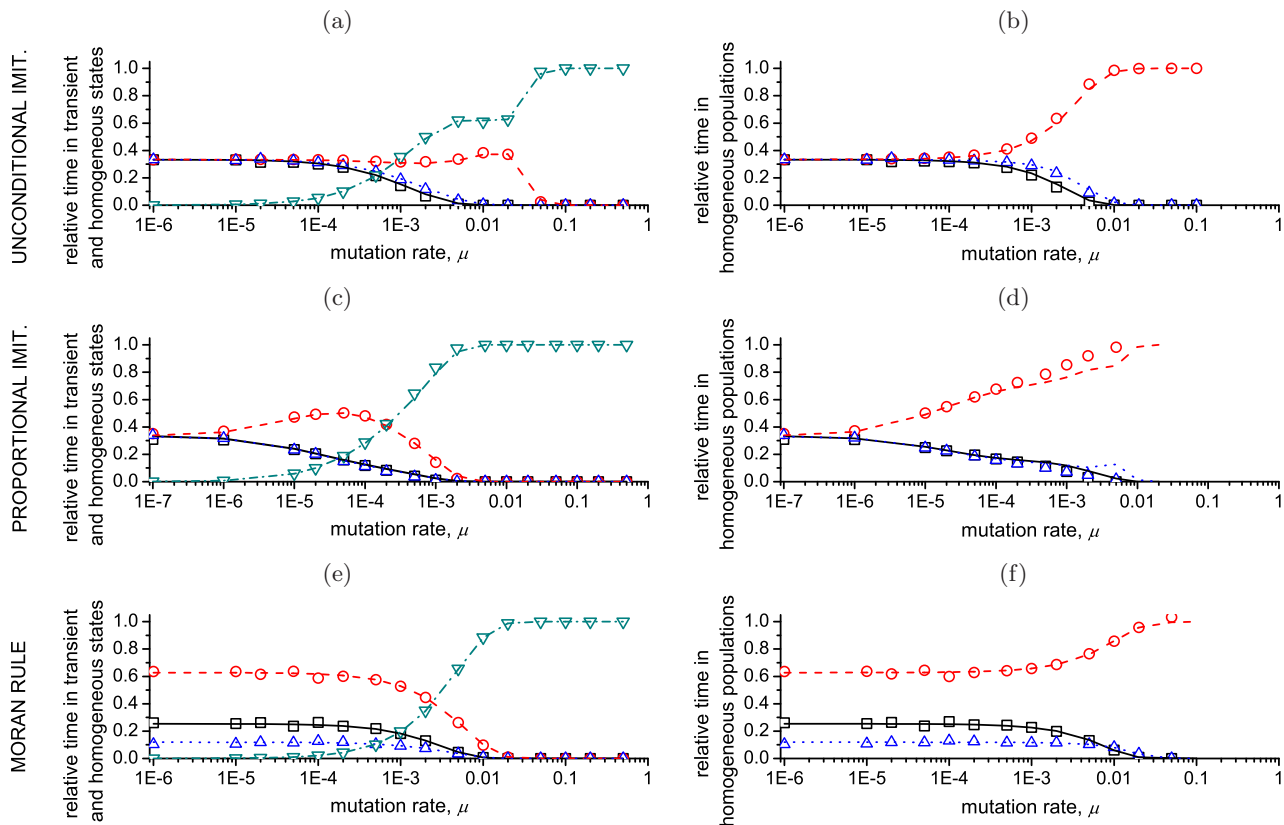 (a)
(b)
UNCONDITIONAL IMIT.
relative time in transient
and homogeneous states
1.0
0.8
0.6
0.4
0.2
0.0
1E-6 1E-5 1E-4 1E-3 0.01 0.1 1
mutation rate, μ
relative time in
homogeneous populations
1.0
0.8
0.6
0.4
0.2
0.0
1E-6 1E-5 1E-4 1E-3 0.01 0.1 1
mutation rate, μ
(c)
(d)
PROPORTIONAL IMIT.
relative time in transient
and homogeneous states
1.0
0.8
0.6
0.4
0.2
0.0
1E-7 1E-6 1E-5 1E-4 1E-3 0.01 0.1 1
mutation rate, μ
relative time in
homogeneous populations
1.0
0.8
0.6
0.4
0.2
0.0
1E-7 1E-6 1E-5 1E-4 1E-3 0.01 0.1 1
mutation rate, μ
(e)
(f)
MORAN RULE
relative time in transient
and homogeneous states
1.0
0.8
0.6
0.4
0.2
0.0
1E-6 1E-5 1E-4 1E-3 0.01 0.1 1
mutation rate, μ
relative time in
homogeneous populations
1.0
0.8
0.6
0.4
0.2
0.0
1E-6 1E-5 1E-4 1E-3 0.01 0.1 1
mutation rate, μ